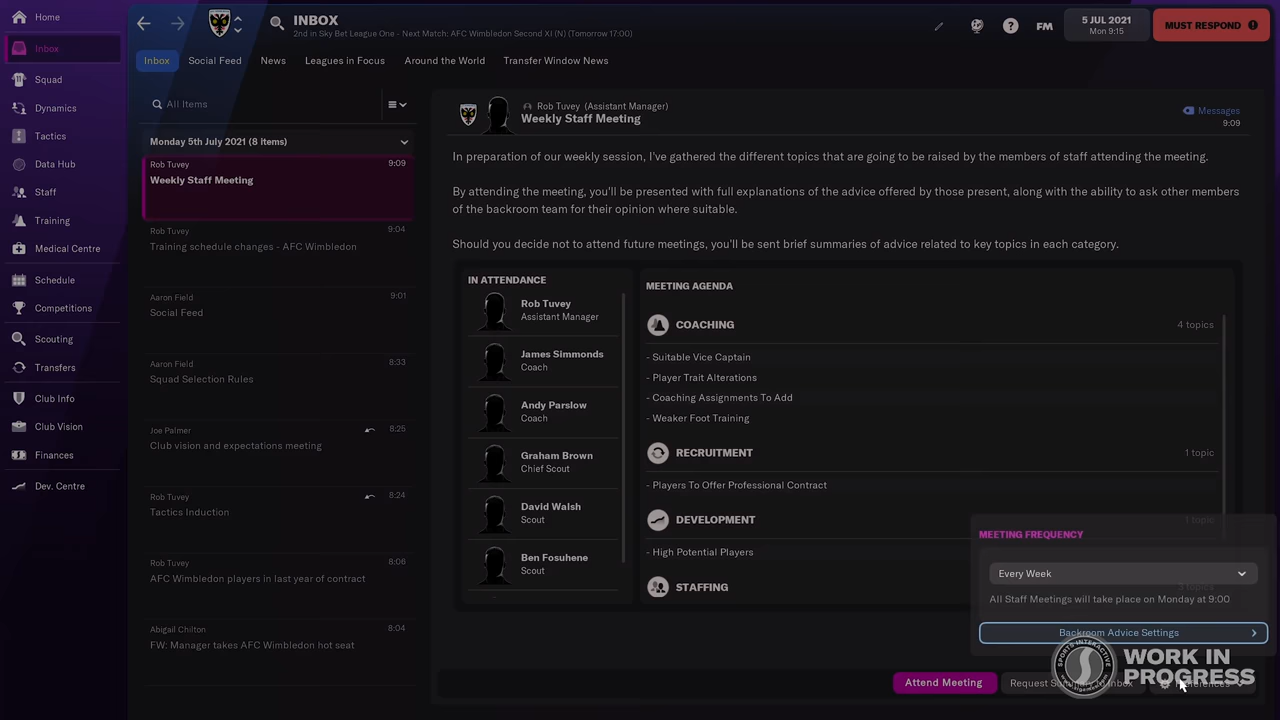 Home
Inbox
Squad
Dynamics
Tactics
Data Hub
Staff
Training
Medical Centre
Schedule
Competitions
Scouting
Transfers
Club Info
Club Vision
Finances
Dev. Centre
INBOX
2nd in Sky Bet League One - Next Match: AFC Wimbledon Second XI (N) (Tomorrow 17:00)
FM
5 JUL 2021
Mon 9:15
MUST RESPOND
Inbox
Social Feed
News
Leagues in Focus
Around the World
Transfer Window News
All Items
Monday 5th July 2021 (8 items)
Rob Tuvey 9:09
Weekly Staff Meeting
Rob Tuvey 9:04
Training schedule changes - AFC Wimbledon
Aaron Field 9:01
Social Feed
Aaron Field 8:33
Squad Selection Rules
Joe Palmer 8:25
Club vision and expectations meeting
Rob Tuvey 8:24
Tactics Induction
Rob Tuvey 8:06
AFC Wimbledon players in last year of contract
Abigail Chilton 8:04
FW: Manager takes AFC Wimbledon hot seat
Rob Tuvey (Assistant Manager)
Weekly Staff Meeting
Messages
9:09
In preparation of our weekly session, I've gathered the different topics that are going to be raised by the members of staff attending the meeting.
By attending the meeting, you'll be presented with full explanations of the advice offered by those present, along with the ability to ask other members
of the backroom team for their opinion where suitable.
Should you decide not to attend future meetings, you'll be sent brief summaries of advice related to key topics in each category.
IN ATTENDANCE
Rob Tuvey
Assistant Manager
James Simmonds
Coach
Andy Parslow
Coach
Graham Brown
Chief Scout
David Walsh
Scout
Ben Fosuhene
Scout
MEETING AGENDA
COACHING 4 topics
- Suitable Vice Captain
- Player Trait Alterations
- Coaching Assignments To Add
- Weaker Foot Training
RECRUITMENT 1 topic
- Players To Offer Professional Contract
DEVELOPMENT 1 topic
- High Potential Players
STAFFING
MEETING FREQUENCY
Every Week
All Staff Meetings will take place on Monday at 9:00
Backroom Advice Settings
Attend Meeting
Request Inbox
SPORTS INTERACTIVE
WORK IN
PROGRESS